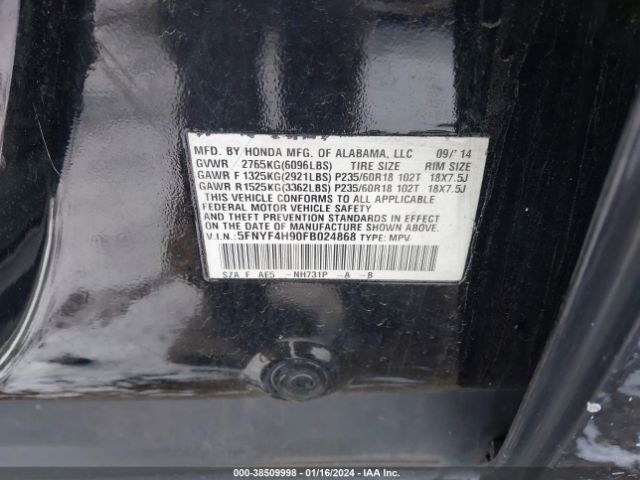 MFD. BY HONDA MFG. OF ALABAMA, LLC 09/14
GVWR 2765KG(6096LBS) TIRE SIZE RIM SIZE
GAWR F 1325KG(2921LBS) P235/60R18 102T 18X7.5J
GAWR R 1525KG(3362LBS) P235/60R18 102T 18X7.5J
THIS VEHICLE CONFORMS TO ALL APPLICABLE
FEDERAL MOTOR VEHICLE SAFETY
AND THEFT PREVENTION STANDARDS IN EFFECT
ON THE DATE OF MANUFACTURE SHOWN ABOVE.
V.I.N.: 5FNYF4H90FB024868 TYPE: MPV
SZA F AE5 -NH731P -A -B
000-38509998 - 01/16/2024 - IAA Inc.